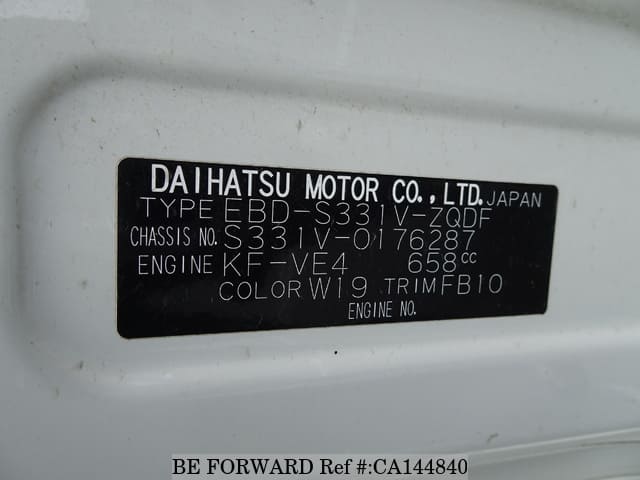 DAIHATSU MOTOR CO.,LTD. JAPAN
TYPE EBD-S331V-ZQDF
CHASSIS NO. S331V-0176287
ENGINE KF-VE4 658cc
COLOR W19 TRIM FB10
ENGINE NO.
BE FORWARD Ref #:CA144840